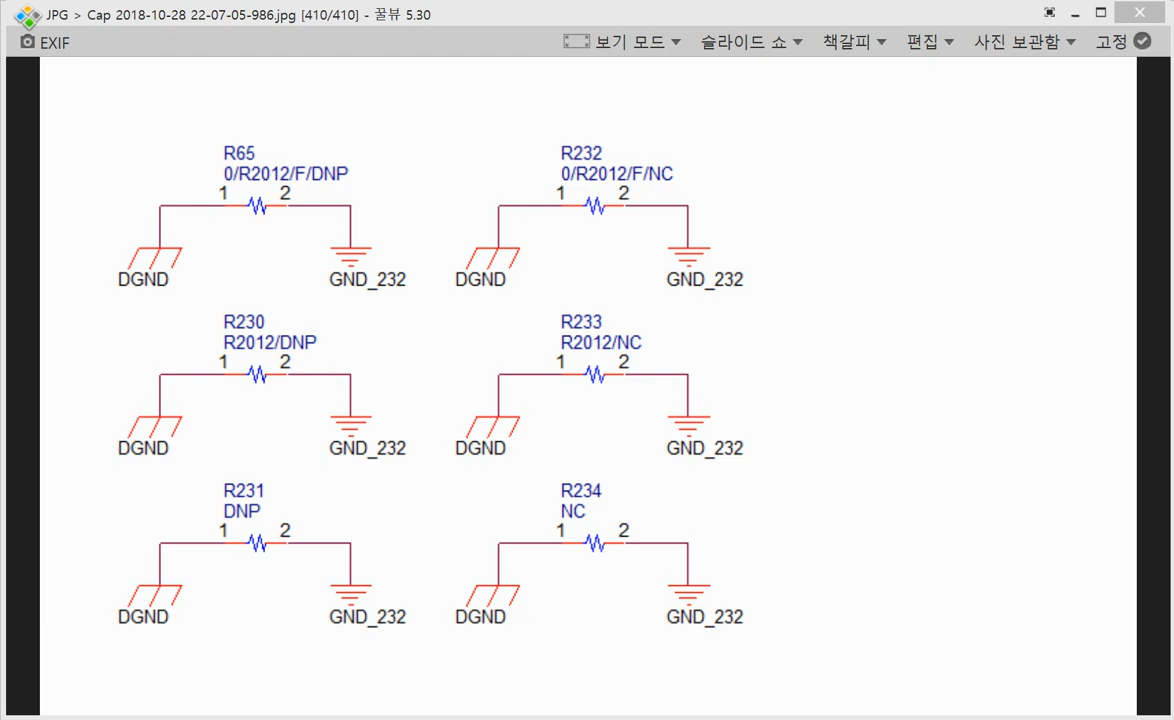 JPG > Cap 2018-10-28 22-07-05-986.jpg [410/410] - 꿀뷰 5.30
EXIF 보기 모드 슬라이드 쇼 책갈피 편집 사진 보관함 고정
R65 R232
0/R2012/F/DNP 0/R2012/F/NC
1 2 1 2
DGND GND_232 DGND GND_232
R230 R233
R2012/DNP R2012/NC
1 2 1 2
DGND GND_232 DGND GND_232
R231 R234
DNP NC
1 2 1 2
DGND GND_232 DGND GND_232